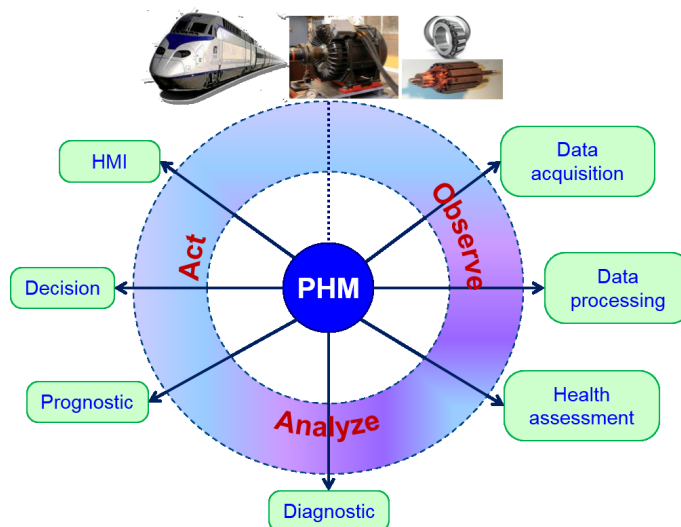 HMI
Data
acquisition
Observe
Act
Decision
PHM
Data
processing
Prognostic
Analyze
Health
assessment
Diagnostic